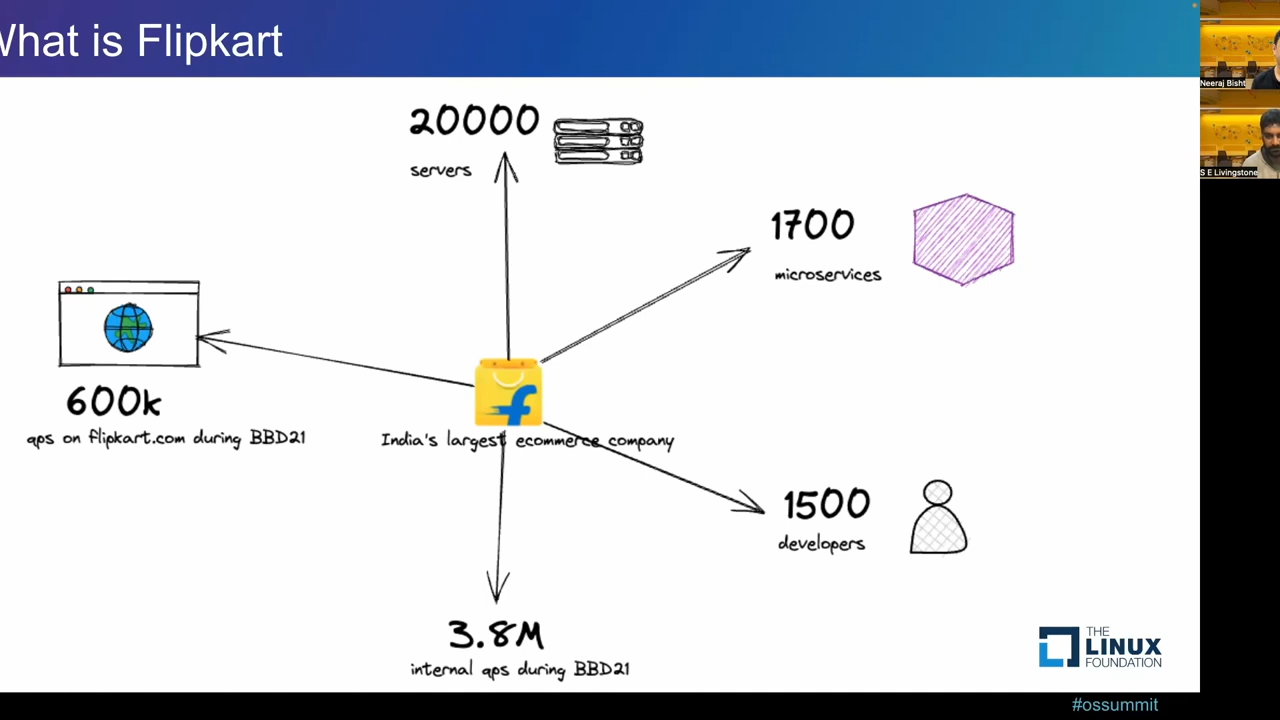 What is Flipkart
Neeraj Bisht
S E Livingstone
20000
servers
1700
microservices
600k
qps on flipkart.com during BBD21
India's largest ecommerce company
1500
developers
3.8M
internal qps during BBD21
THE
LINUX
FOUNDATION
#ossummit